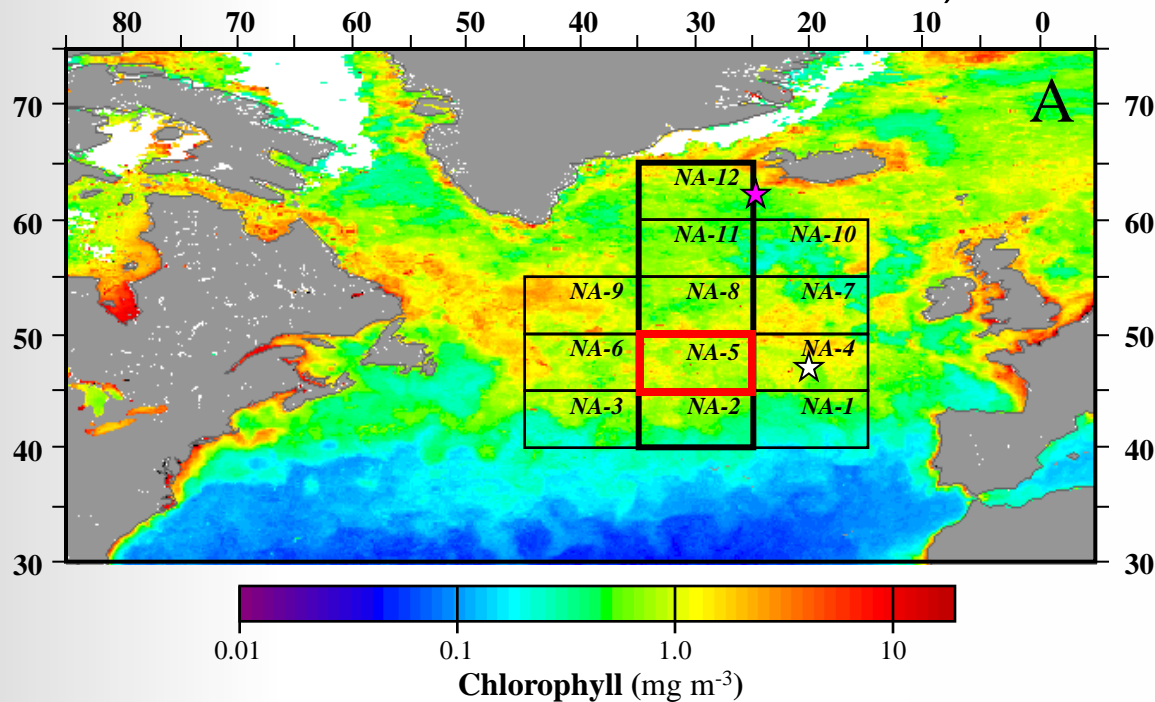 80 70 60 50 40 30 20 10 0
A
70 70
NA-12
60 60
NA-11 NA-10
NA-9 NA-8 NA-7
50 50
NA-6 NA-5 NA-4
NA-3 NA-2 NA-1
40 40
30 30
0.01 0.1 1.0 10
Chlorophyll (mg m-3)